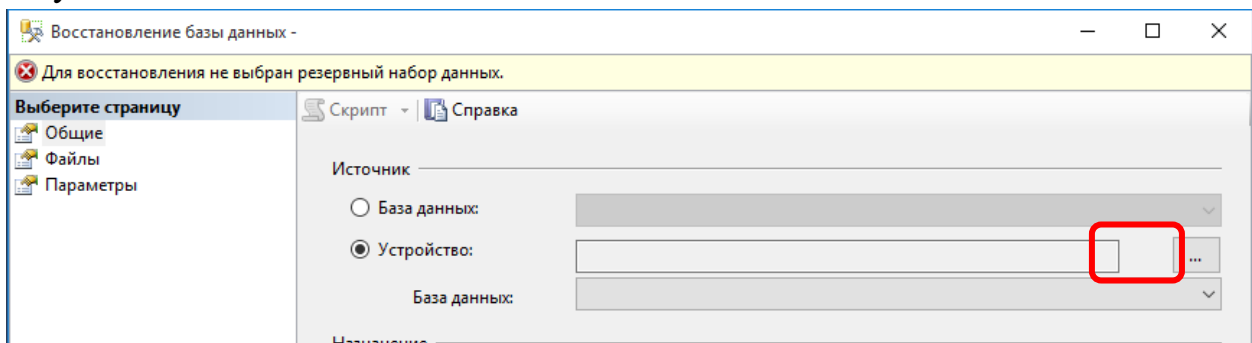 Восстановление базы данных -
Для восстановления не выбран резервный набор данных.
Выберите страницу
Общие
Файлы
Параметры
Скрипт
Справка
Источник
База данных:
Устройство:
...
База данных:
Назначение